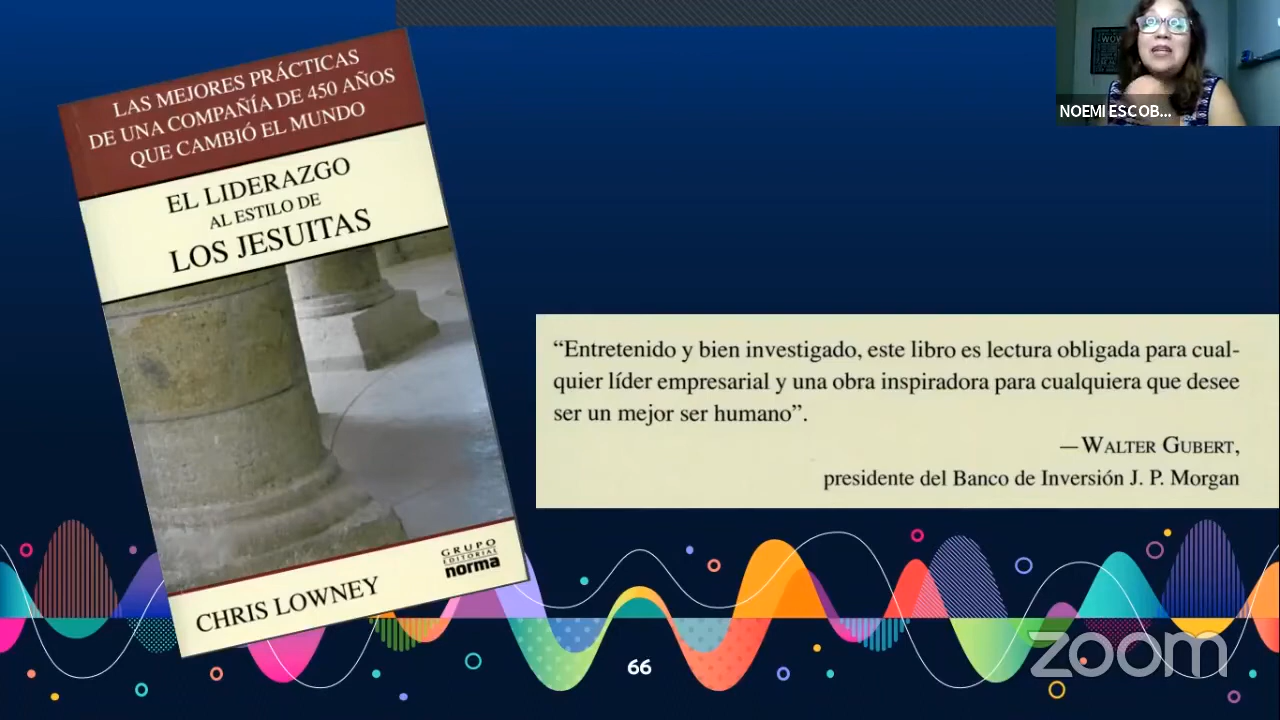 LAS MEJORES PRÁCTICAS
DE UNA COMPAÑÍA DE 450 AÑOS
QUE CAMBIÓ EL MUNDO
EL LIDERAZGO
AL ESTILO DE
LOS JESUITAS
GRUPO
EDITORIAL
norma
CHRIS LOWNEY
NOEMI ESCOB...
“Entretenido y bien investigado, este libro es lectura obligada para cual-
quier líder empresarial y una obra inspiradora para cualquiera que desee
ser un mejor ser humano”.
—WALTER GUBERT,
presidente del Banco de Inversión J. P. Morgan
66
zoom